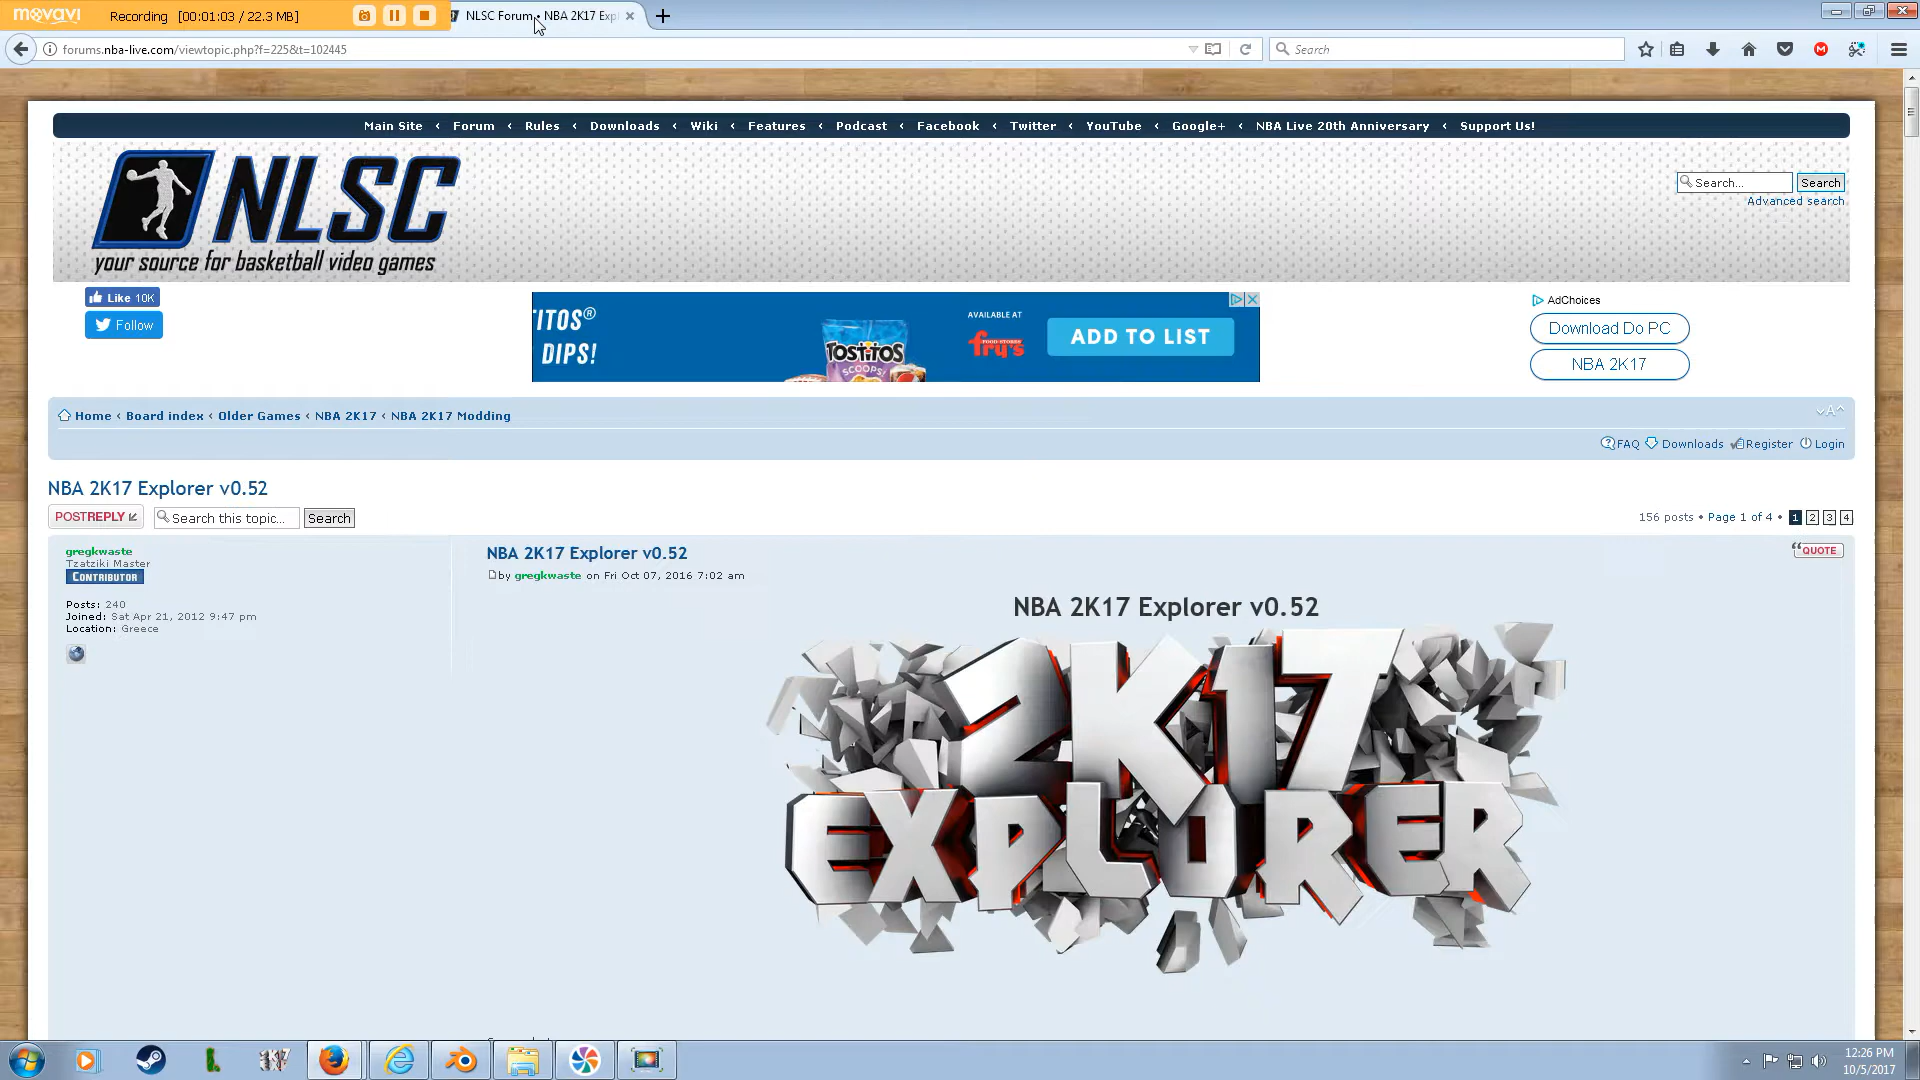 movavi Recording [00:01:03 / 22.3 MB]
NLSC Forum • NBA 2K17 Exp
forums.nba-live.com/viewtopic.php?f=225&t=102445
Search
Main Site ‹ Forum ‹ Rules ‹ Downloads ‹ Wiki ‹ Features ‹ Podcast ‹ Facebook ‹ Twitter ‹ YouTube ‹ Google+ ‹ NBA Live 20th Anniversary ‹ Support Us!
NLSC
your source for basketball video games
Search... Search
Advanced search
Like 10K
Follow
TITOS®
DIPS!
TOSTITOS
SCOOPS!
AVAILABLE AT
fry's
FOOD STORES
ADD TO LIST
AdChoices
Download Do PC
NBA 2K17
Home ‹ Board index ‹ Older Games ‹ NBA 2K17 ‹ NBA 2K17 Modding
FAQ Downloads Register Login
NBA 2K17 Explorer v0.52
POSTREPLY Search this topic... Search
156 posts • Page 1 of 4 • 1 2 3 4
gregkwaste
Tzatziki Master
CONTRIBUTOR
Posts: 240
Joined: Sat Apr 21, 2012 9:47 pm
Location: Greece
NBA 2K17 Explorer v0.52
by gregkwaste on Fri Oct 07, 2016 7:02 am
QUOTE
NBA 2K17 Explorer v0.52
2K17
EXPLORER
12:26 PM
10/5/2017